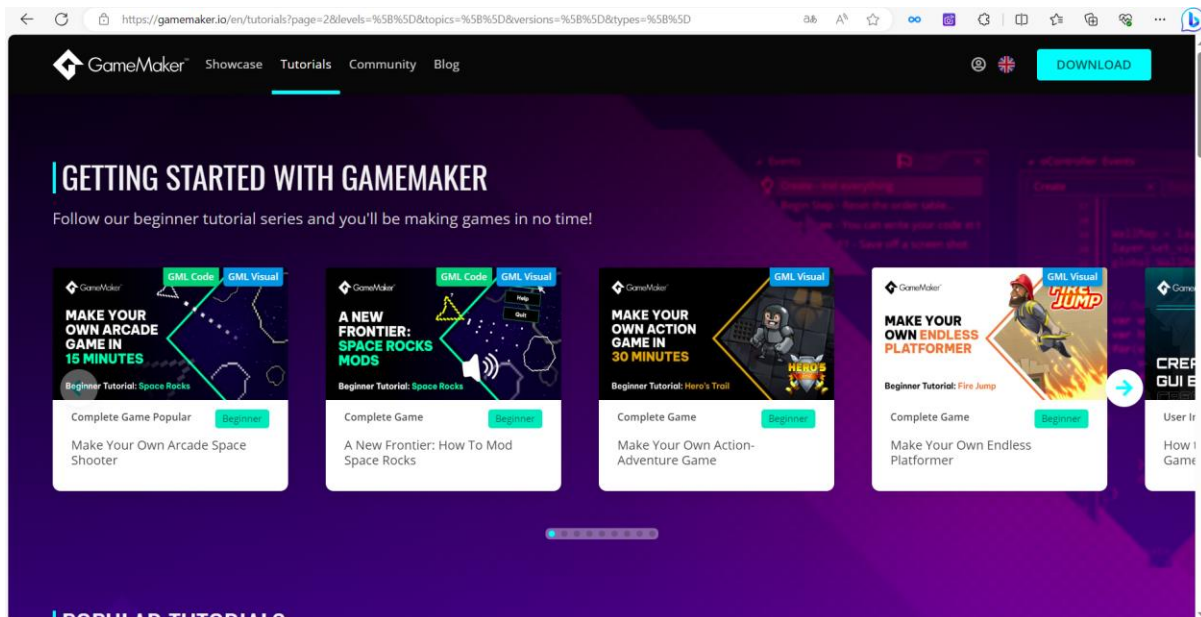 https://gamemaker.io/en/tutorials?page=2&levels=%5B%5D&topics=%5B%5D&versions=%5B%5D&types=%5B%5D
GameMaker™ Showcase Tutorials Community Blog DOWNLOAD
GETTING STARTED WITH GAMEMAKER
Follow our beginner tutorial series and you'll be making games in no time!
GML Code GML Visual
GameMaker
MAKE YOUR
OWN ARCADE
GAME IN
15 MINUTES
Beginner Tutorial: Space Rocks
Complete Game Popular Beginner
Make Your Own Arcade Space
Shooter
GML Code GML Visual
GameMaker
Help
Quit
A NEW
FRONTIER:
SPACE ROCKS
MODS
Beginner Tutorial: Space Rocks
Complete Game Beginner
A New Frontier: How To Mod
Space Rocks
GML Visual
GameMaker
MAKE YOUR
OWN ACTION
GAME IN
30 MINUTES
HERO'S
Beginner Tutorial: Hero's Trail
Complete Game Beginner
Make Your Own Action-
Adventure Game
GML Visual
GameMaker
FIRE
JUMP
MAKE YOUR
OWN ENDLESS
PLATFORMER
Beginner Tutorial: Fire Jump
Complete Game Beginner
Make Your Own Endless
Platformer
GUI
How
Game
POPULAR TUTORIALS